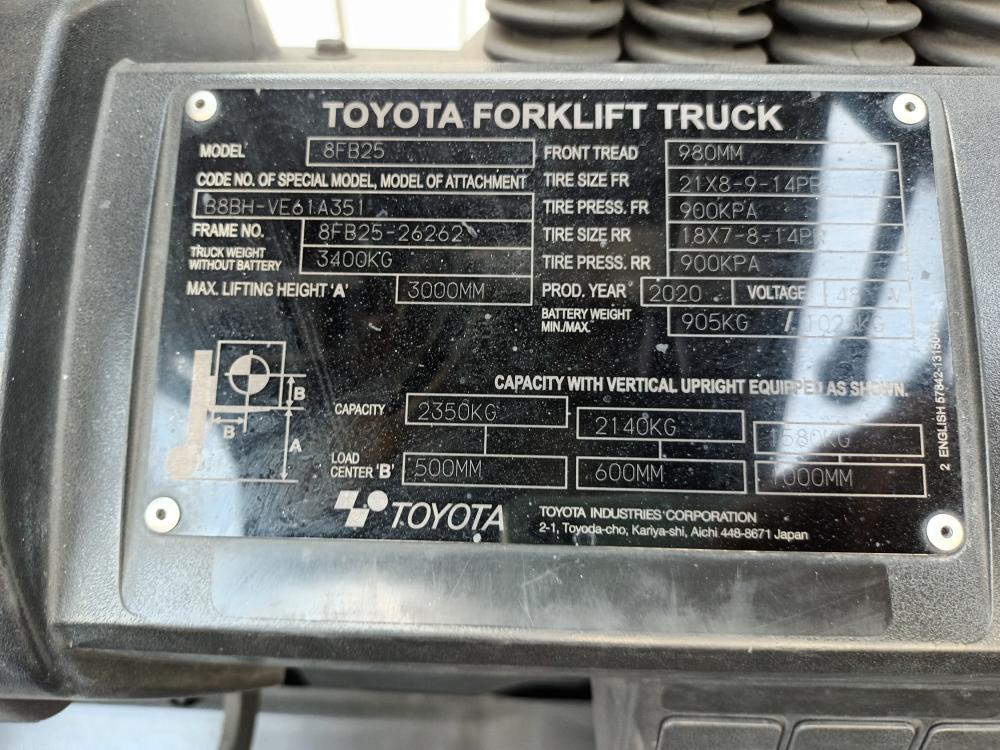 TOYOTA FORKLIFT TRUCK
MODEL 8FB25
CODE NO. OF SPECIAL MODEL, MODEL OF ATTACHMENT
B8BH-VE61A351
FRAME NO. 8FB25-26262
TRUCK WEIGHT WITHOUT BATTERY 3400KG
MAX. LIFTING HEIGHT 'A' 3000MM
FRONT TREAD 980MM
TIRE SIZE FR 21X8-9-14PR
TIRE PRESS. FR 900KPA
TIRE SIZE RR 18X7-8-14PR
TIRE PRESS. RR 900KPA
PROD. YEAR 2020 VOLTAGE V
BATTERY WEIGHT MIN./MAX. 905KG /
CAPACITY WITH VERTICAL UPRIGHT EQUIPPED AS SHOWN.
B
B
A
CAPACITY 2350KG 2140KG 1580KG
LOAD CENTER 'B' 500MM 600MM 1000MM
TOYOTA
TOYOTA INDUSTRIES CORPORATION
2-1, Toyoda-cho, Kariya-shi, Aichi 448-8671 Japan
2 ENGLISH